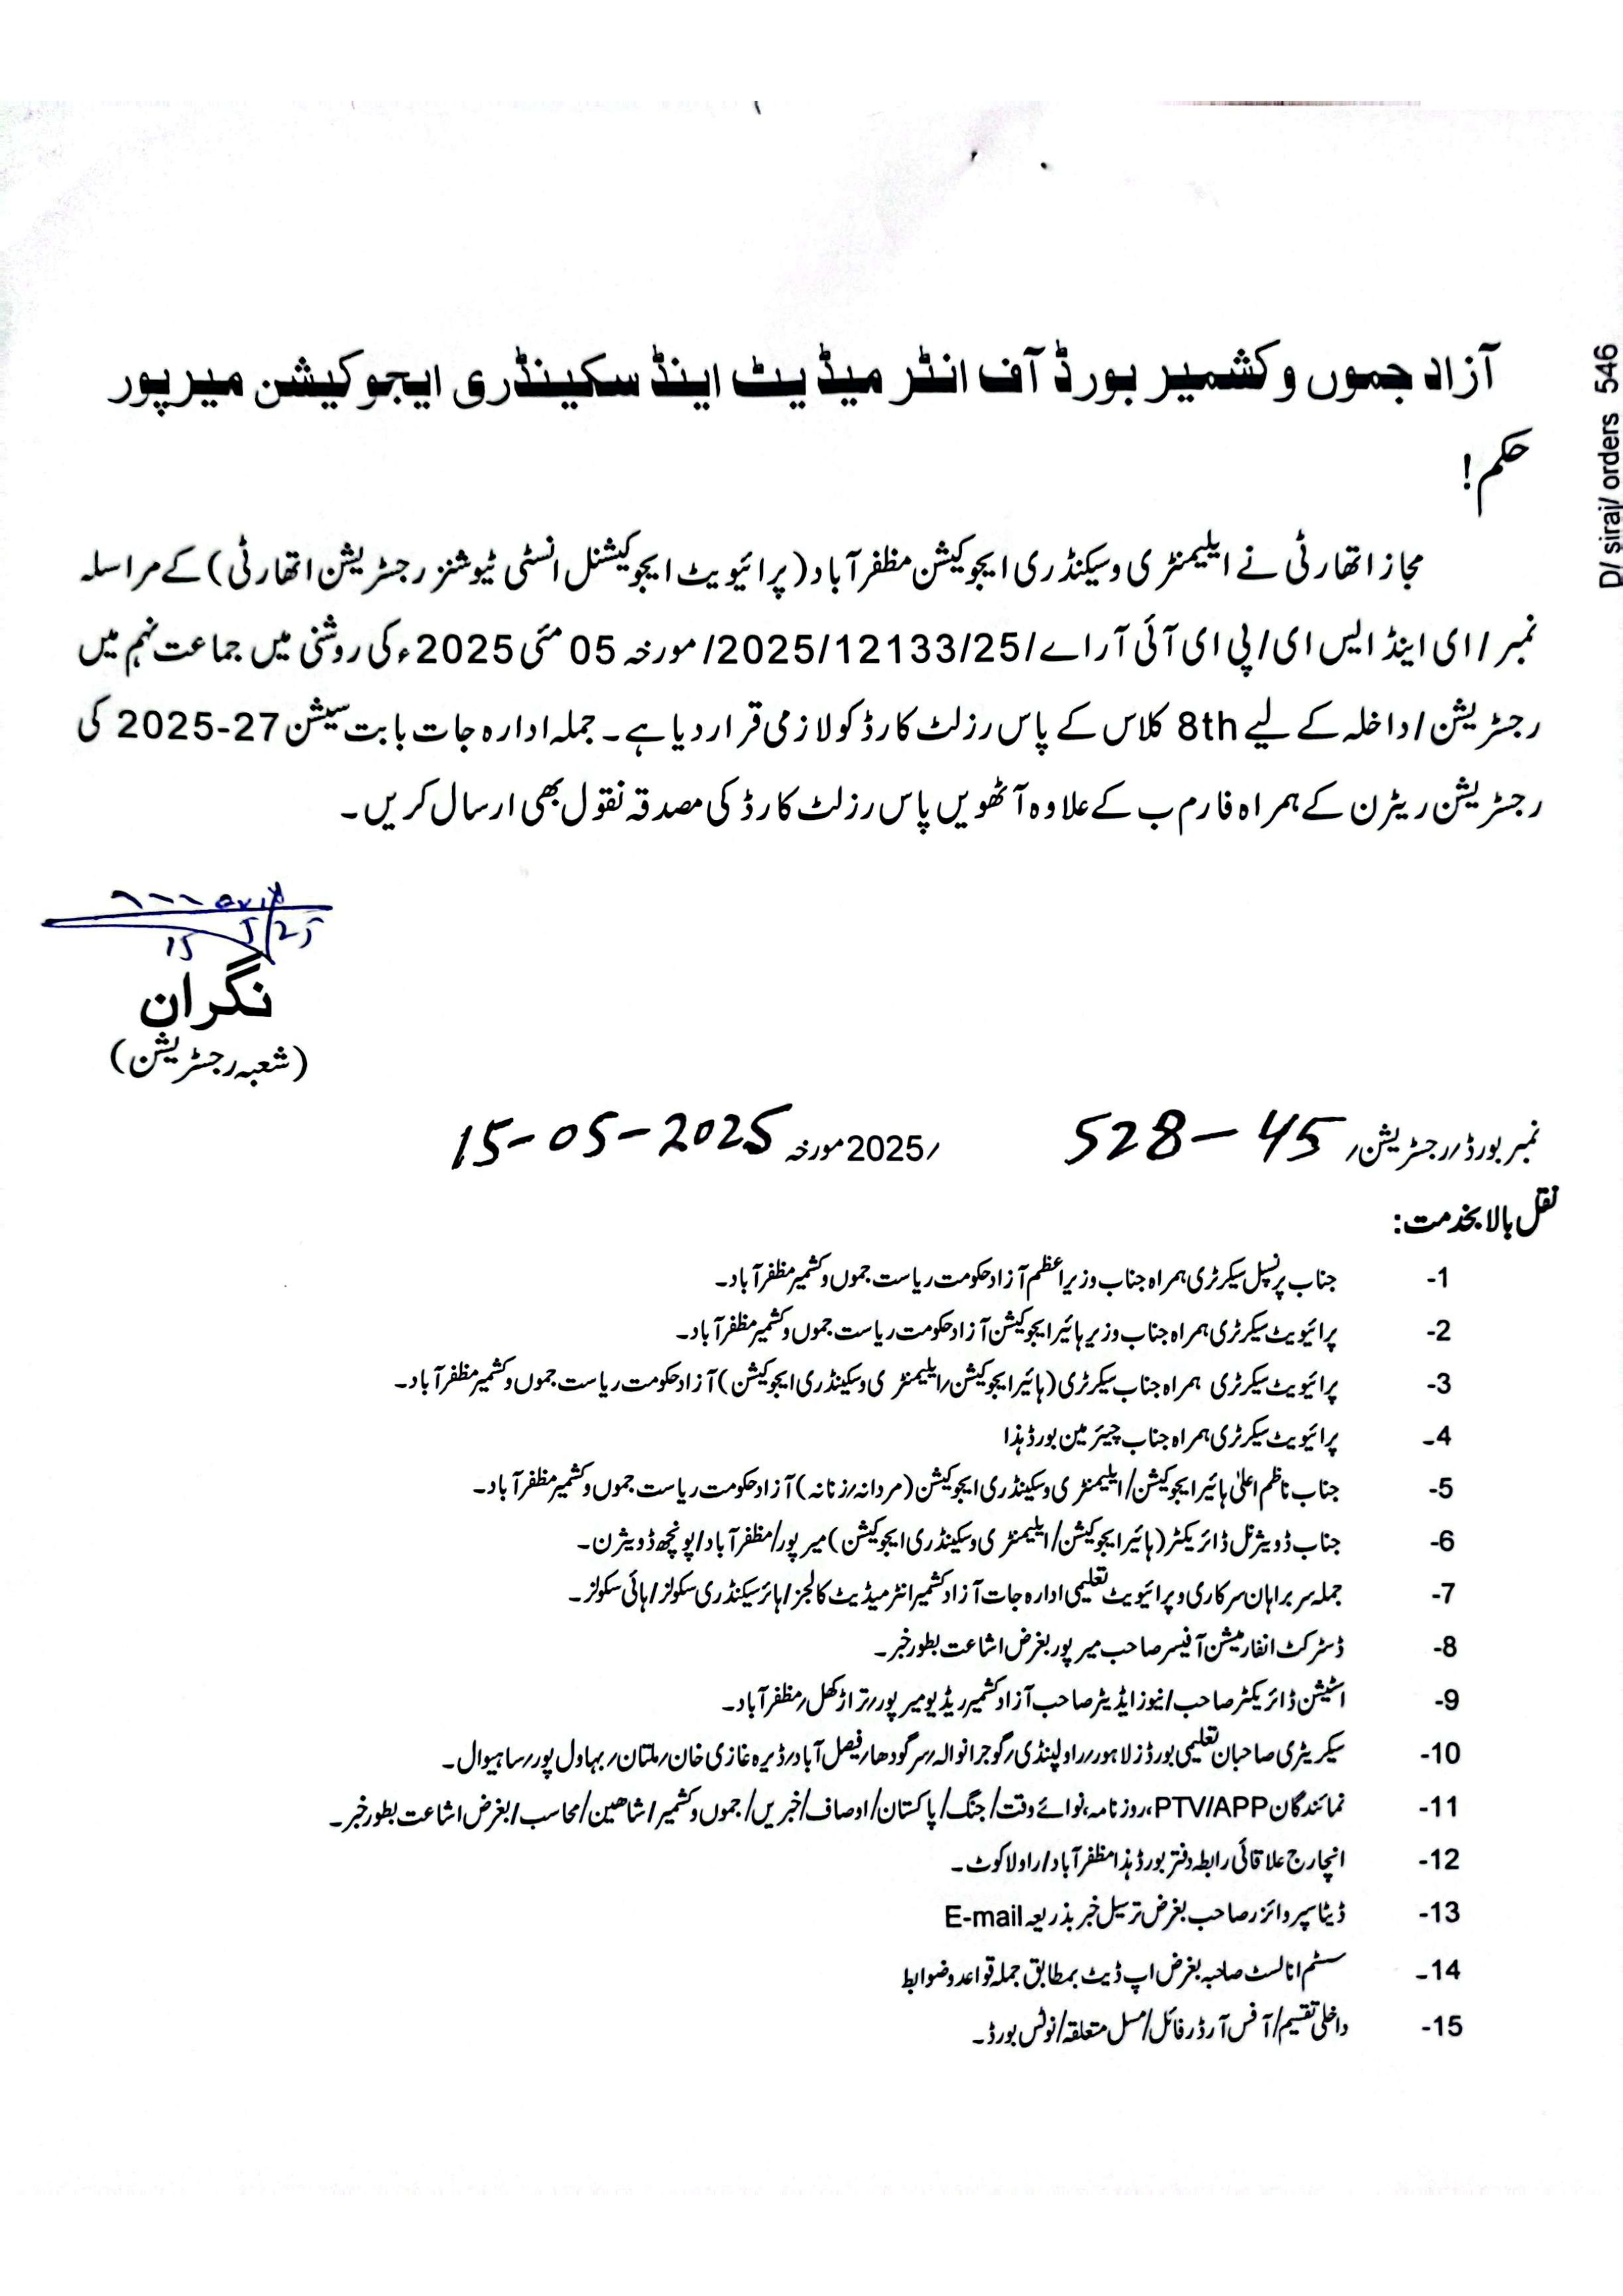 آزاد جموں وکشمیر بورڈ آف انٹر میڈیٹ اینڈ سکینڈری ایجوکیشن میرپور
D/ siraj/ orders 546
حکم!
مجاز اتھارٹی نے ایلیمنٹری وسیکنڈری ایجوکیشن مظفرآباد (پرائیویٹ ایجوکیشنل انسٹی ٹیوشنز رجسٹریشن اتھارٹی) کے مراسلہ
نمبر/ای اینڈ ایس ای/پی ای آئی آر اے/2025/12133/25/مورخہ 05 مئی 2025ء کی روشنی میں جماعت نہم میں
رجسٹریشن/داخلہ کے لیے 8th کلاس کے پاس رزلٹ کارڈ کو لازمی قرار دیا ہے۔ جملہ ادارہ جات بابت سیشن 27-2025 کی
رجسٹریشن ریٹرن کے ہمراہ فارم ب کے علاوہ آٹھویں پاس رزلٹ کارڈ کی مصدقہ نقول بھی ارسال کریں۔
15/5/25
نگران
(شعبہ رجسٹریشن)
نمبر بورڈ/رجسٹریشن/ 528-45 /2025 مورخہ 15-05-2025
نقل بالا بخدمت:
1- جناب پرنسپل سیکرٹری ہمراہ جناب وزیراعظم آزاد حکومت ریاست جموں وکشمیر مظفرآباد۔
2- پرائیویٹ سیکرٹری ہمراہ جناب وزیر ہائیر ایجوکیشن آزاد حکومت ریاست جموں وکشمیر مظفرآباد۔
3- پرائیویٹ سیکرٹری ہمراہ جناب سیکرٹری (ہائیر ایجوکیشن/ایلیمنٹری وسکینڈری ایجوکیشن) آزاد حکومت ریاست جموں وکشمیر مظفرآباد۔
4- پرائیویٹ سیکرٹری ہمراہ جناب چیئرمین بورڈ ہذا
5- جناب ناظم اعلیٰ ہائیر ایجوکیشن/ایلیمنٹری وسکینڈری ایجوکیشن (مردانہ/زنانہ) آزاد حکومت ریاست جموں وکشمیر مظفرآباد۔
6- جناب ڈویژنل ڈائریکٹر (ہائیر ایجوکیشن/ایلیمنٹری وسکینڈری ایجوکیشن) میرپور/مظفرآباد/پونچھ ڈویژن۔
7- جملہ سربراہان سرکاری و پرائیویٹ تعلیمی ادارہ جات آزاد کشمیر انٹرمیڈیٹ کالجز/ہائر سیکنڈری سکولز/ہائی سکولز۔
8- ڈسٹرکٹ انفارمیشن آفیسر صاحب میرپور بغرض اشاعت بطور خبر۔
9- اسٹیشن ڈائریکٹر صاحب/نیوز ایڈیٹر صاحب آزاد کشمیر ریڈیو میرپور/تراڑکھل/مظفرآباد۔
10- سیکریٹری صاحبان تعلیمی بورڈز لاہور/راولپنڈی/گوجرانوالہ/سرگودھا/فیصل آباد/ڈیرہ غازی خان/ملتان/بہاول پور/ساہیوال۔
11- نمائندگان PTV/APP، روزنامہ، نوائے وقت/جنگ/پاکستان/اوصاف/خبریں/جموں وکشمیر/شاھین/محاسب/بغرض اشاعت بطور خبر۔
12- انچارج علاقائی رابطہ دفتر بورڈ ہذا مظفرآباد/راولاکوٹ۔
13- ڈیٹا سپروائزر صاحب بغرض ترسیل خبر بذریعہ E-mail
14- سسٹم انالسٹ صاحبہ بغرض اپ ڈیٹ بمطابق جملہ قواعد وضوابط
15- داخلی تقسیم/آفس آرڈر فائل/مسل متعلقہ/نوٹس بورڈ۔